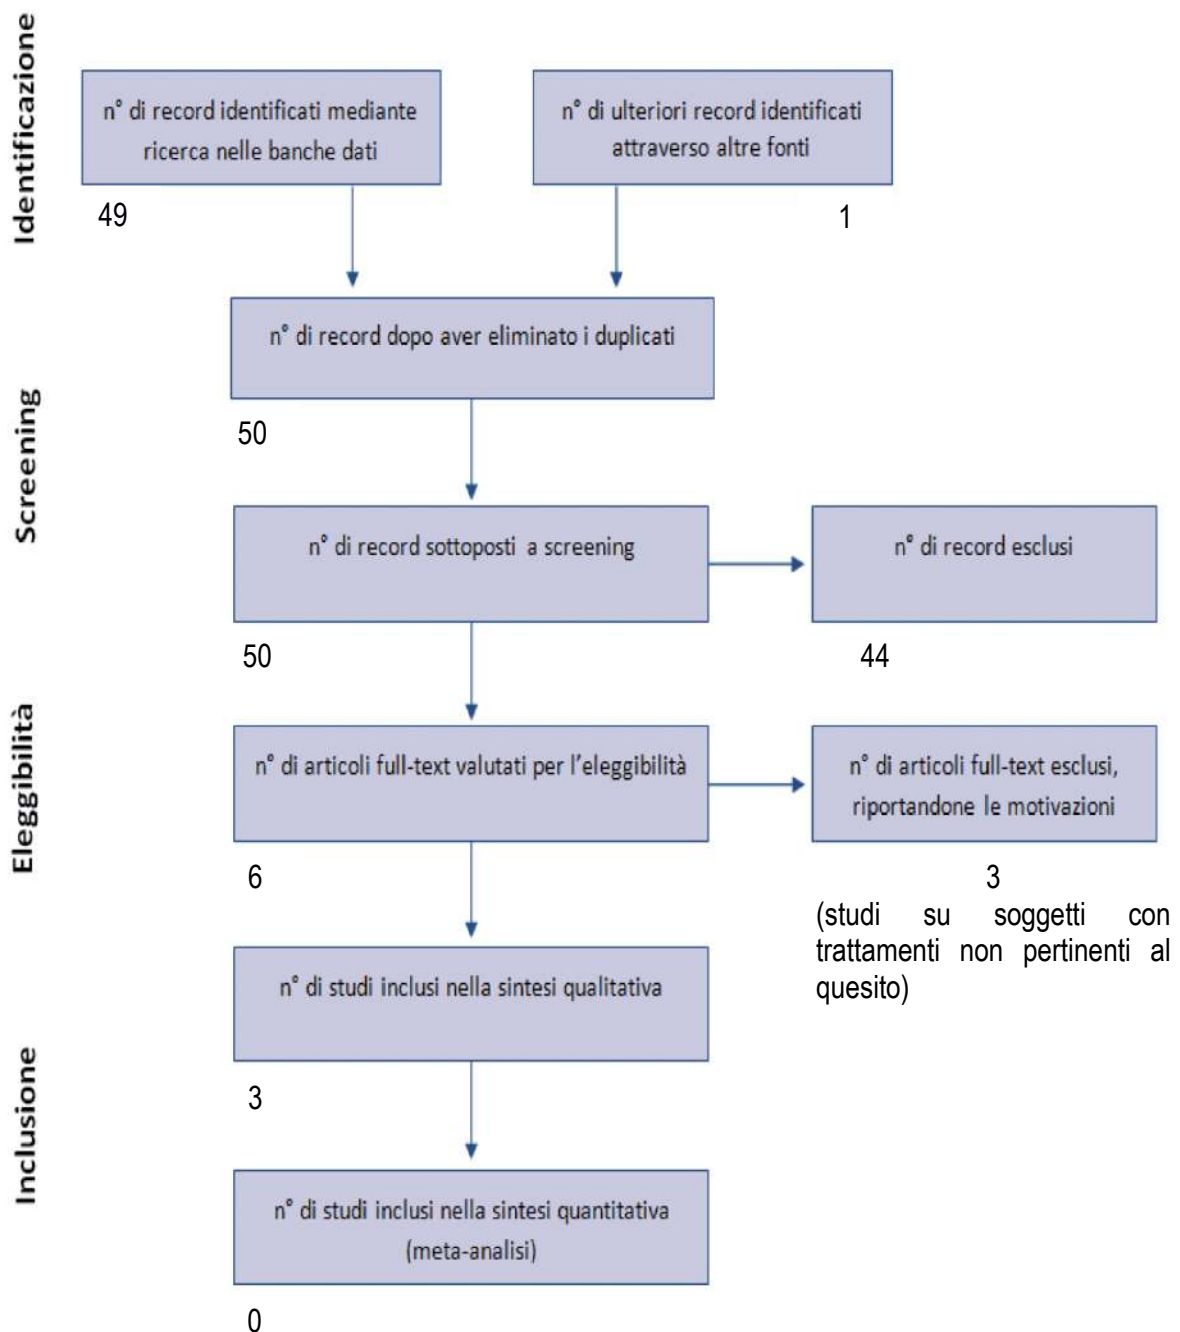 Identificazione
n° di record identificati mediante
ricerca nelle banche dati
49
n° di ulteriori record identificati
attraverso altre fonti
1
n° di record dopo aver eliminato i duplicati
50
Screening
n° di record sottoposti a screening
50
n° di record esclusi
44
Eleggibilità
n° di articoli full-text valutati per l'eleggibilità
6
n° di articoli full-text esclusi,
riportandone le motivazioni
3
(studi su soggetti con
trattamenti non pertinenti al
quesito)
n° di studi inclusi nella sintesi qualitativa
3
Inclusione
n° di studi inclusi nella sintesi quantitativa
(meta-analisi)
0